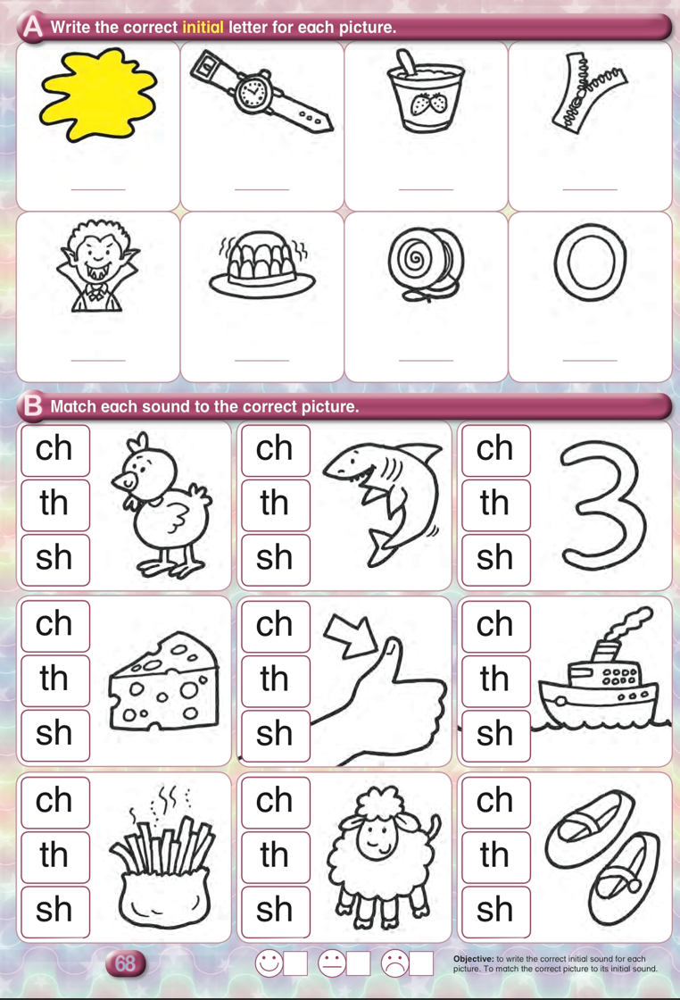 A Write the correct initial letter for each picture.
B Match each sound to the correct picture.
ch
th
sh
ch
th
sh
ch
th
sh
ch
th
sh
ch
th
sh
ch
th
sh
ch
th
sh
ch
th
sh
ch
th
sh
68
Objective: to write the correct initial sound for each
picture. To match the correct picture to its initial sound.